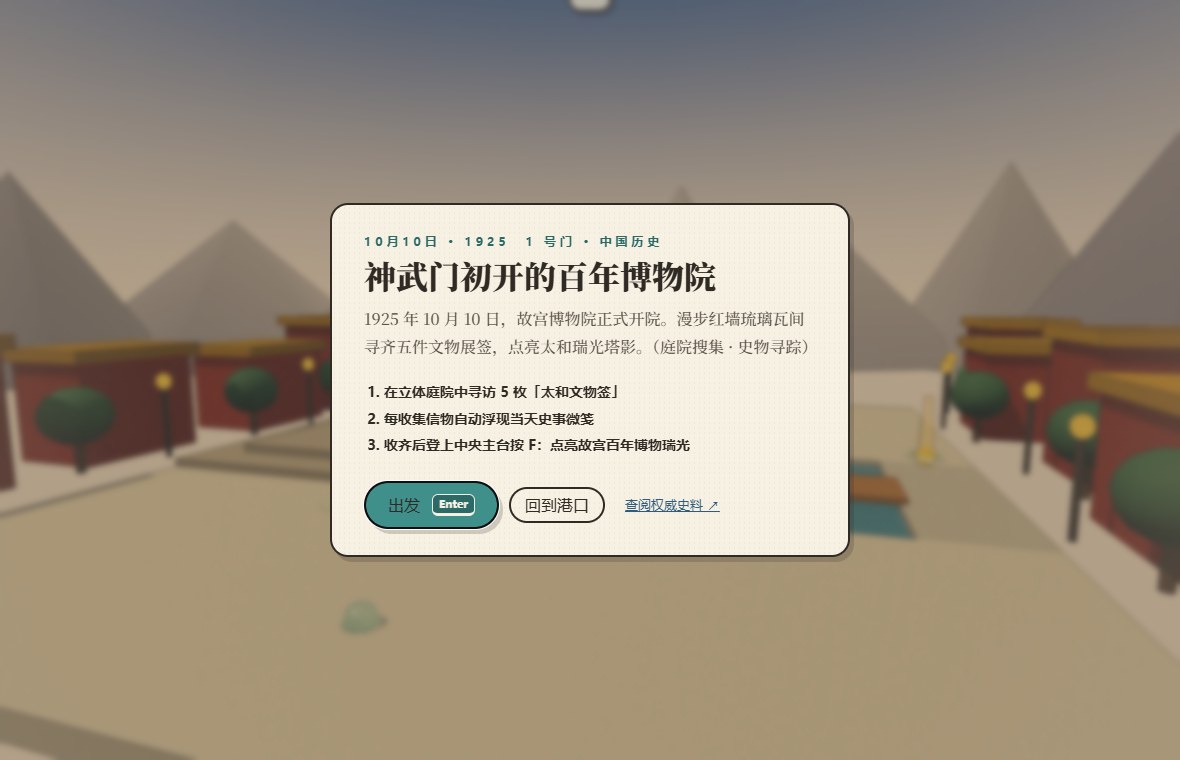 10月10日 · 1925 1 号门 · 中国历史
神武门初开的百年博物院
1925 年 10 月 10 日，故宫博物院正式开院。漫步红墙琉璃瓦间
寻齐五件文物展签，点亮太和瑞光塔影。（庭院搜集 · 史物寻踪）
1. 在立体庭院中寻访 5 枚「太和文物签」
2. 每收集信物自动浮现当天史事微笺
3. 收齐后登上中央主台按 F：点亮故宫百年博物瑞光
出发 Enter 回到港口 查阅权威史料 ↗